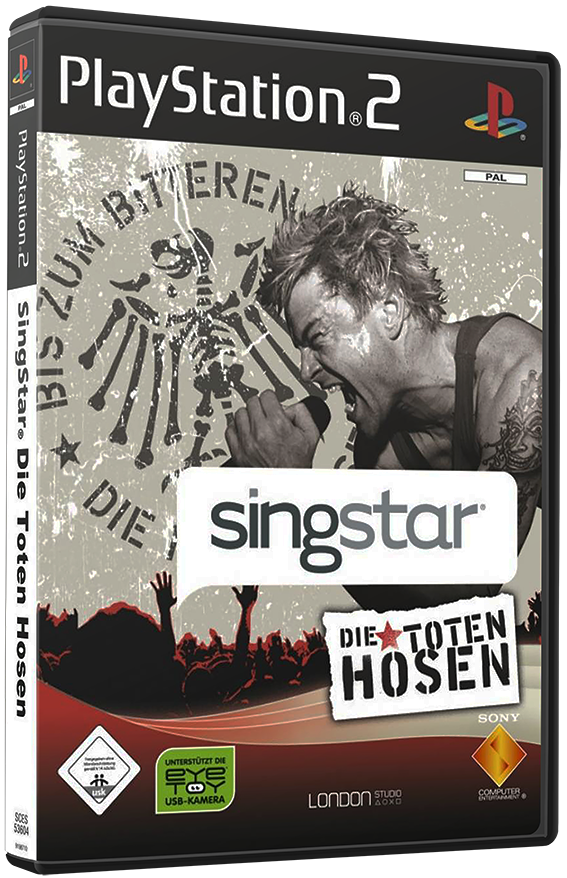 PAL
PlayStation.2
SingStar® Die Toten Hosen
SCES
53604
PlayStation®2
PAL
BIS ZUM BITTEREN
DIE
singstar®
DIE TOTEN
HOSEN
usk
UNTERSTÜTZT DIE
EYE
TOY
USB-KAMERA
LONDON STUDIO
SONY
COMPUTER
ENTERTAINMENT®